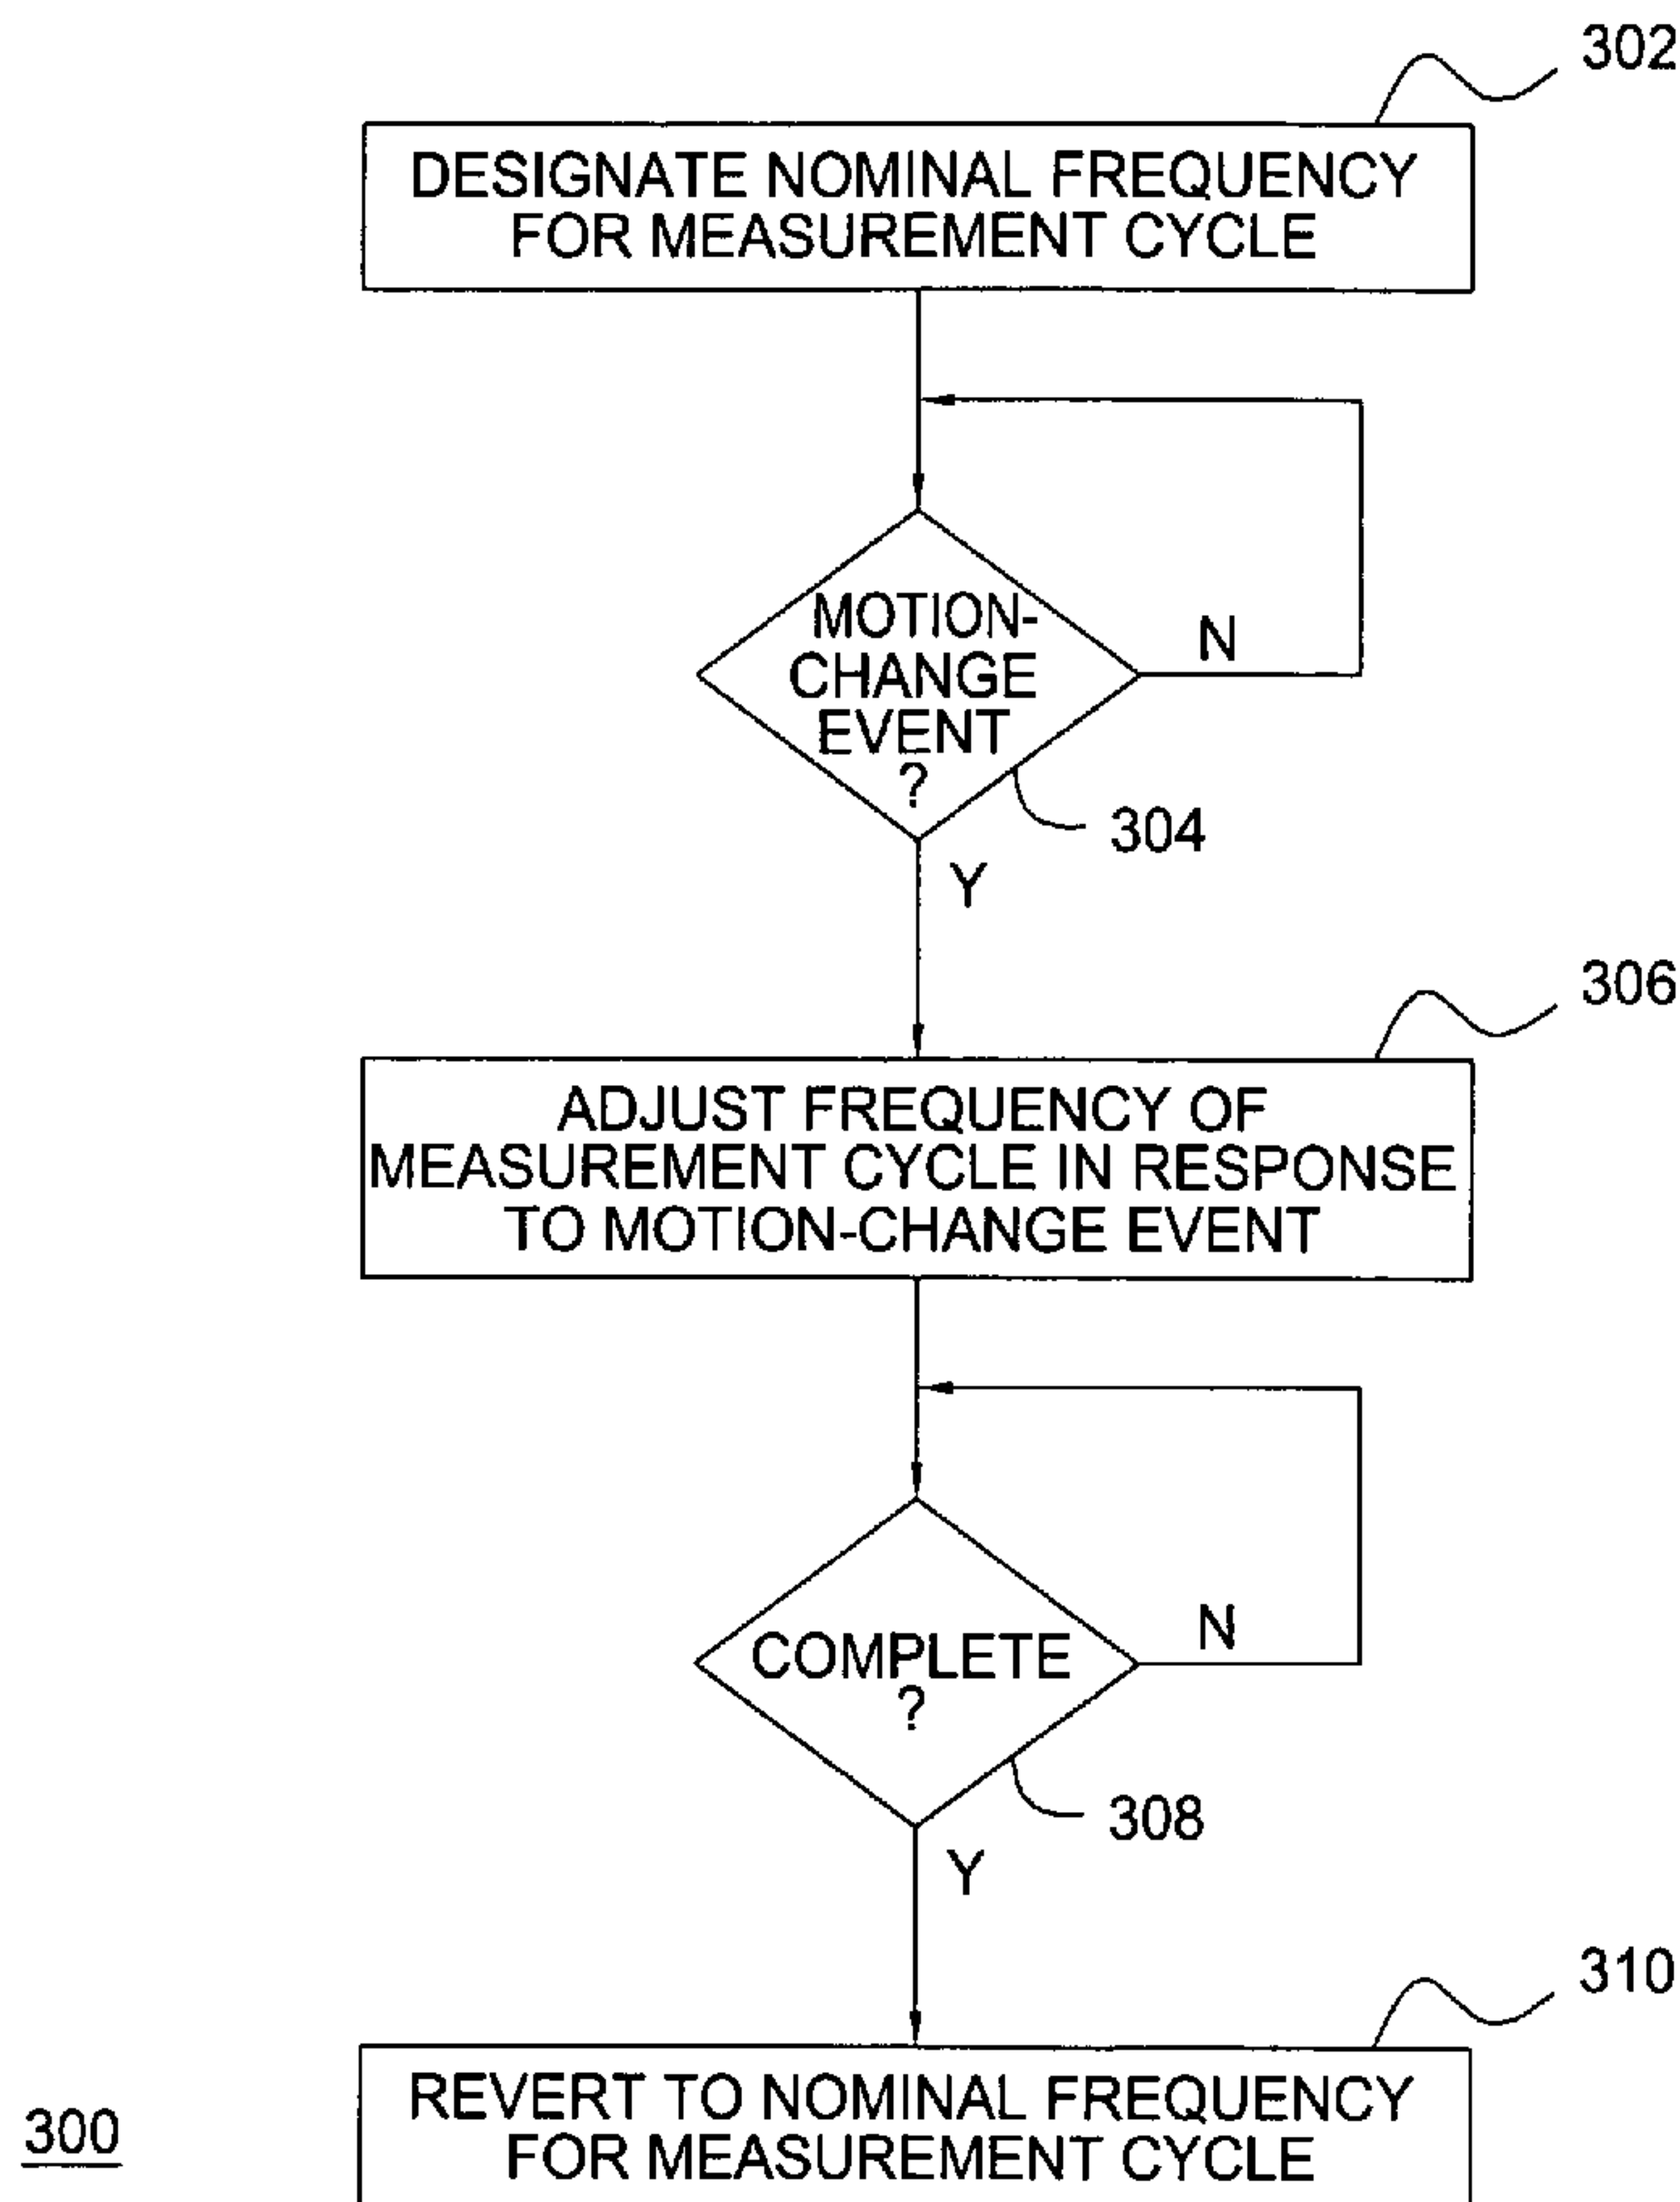 302
DESIGNATE NOMINAL FREQUENCY
FOR MEASUREMENT CYCLE
MOTION-
CHANGE
EVENT
?
N
304
Y
306
ADJUST FREQUENCY OF
MEASUREMENT CYCLE IN RESPONSE
TO MOTION-CHANGE EVENT
COMPLETE
?
N
308
Y
310
REVERT TO NOMINAL FREQUENCY
FOR MEASUREMENT CYCLE
300